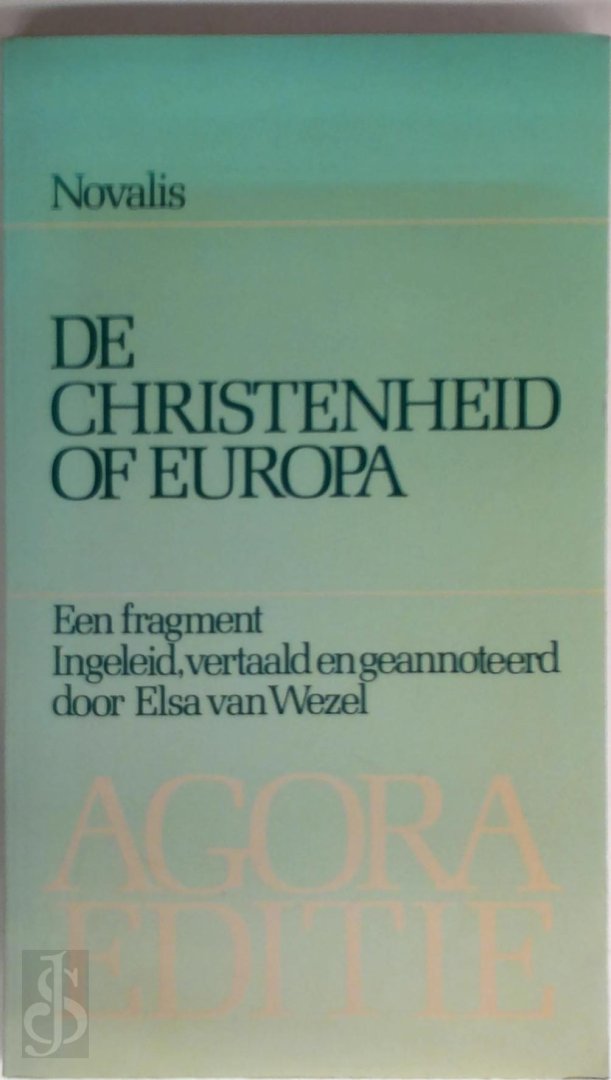 Novalis
DE
CHRISTENHEID
OF EUROPA
Een fragment
Ingeleid, vertaald en geannoteerd
door Elsa van Wezel
AGORA
EDITIE